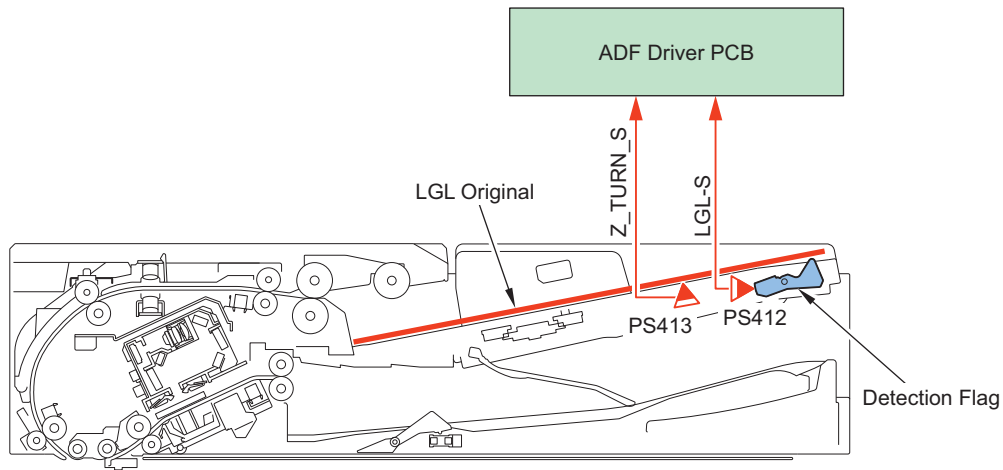 ADF Driver PCB
Z_TURN_S
LGL-S
LGL Original
PS413
PS412
Detection Flag